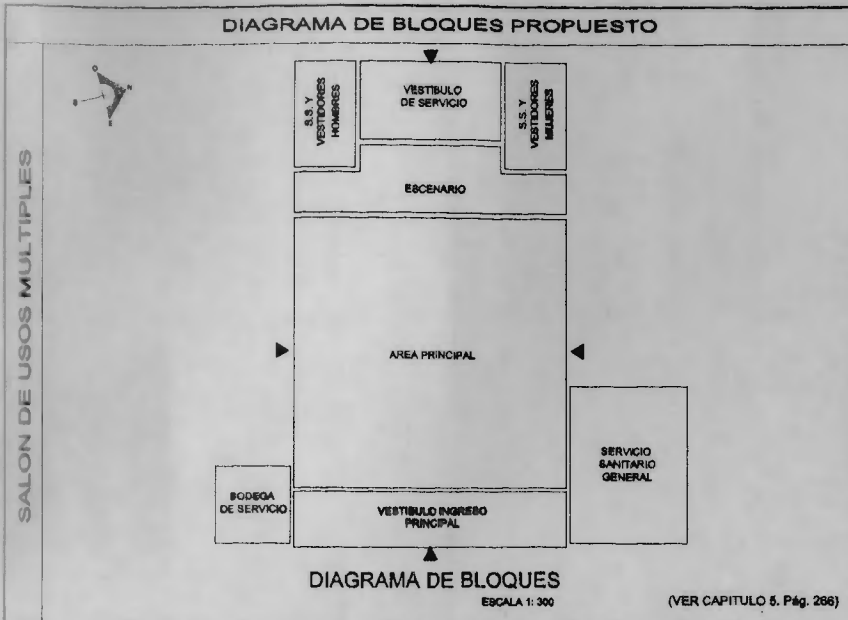 DIAGRAMA DE BLOQUES PROPUESTO
SALON DE USOS MULTIPLES
O
N
S
E
S.S. Y
VESTIDORES
HOMBRES
VESTIBULO
DE SERVICIO
S.S. Y
VESTIDORES
MUJERES
ESCENARIO
AREA PRINCIPAL
BODEGA
DE SERVICIO
VESTIBULO INGRESO
PRINCIPAL
SERVICIO
SANITARIO
GENERAL
DIAGRAMA DE BLOQUES
ESCALA 1: 300
(VER CAPITULO 5. Pág. 266)